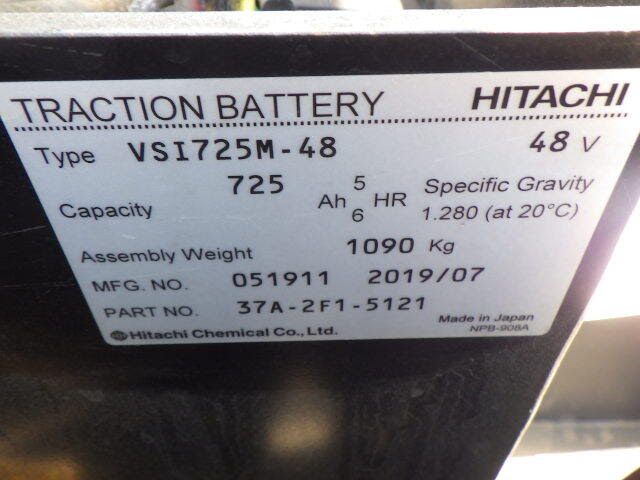 TRACTION BATTERY HITACHI
Type VSI725M-48 48 V
Capacity 725 Ah 5 HR Specific Gravity
6 1.280 (at 20°C)
Assembly Weight 1090 Kg
MFG. NO. 051911 2019/07
PART NO. 37A-2F1-5121 Made in Japan
Hitachi Chemical Co., Ltd. NPB-908A